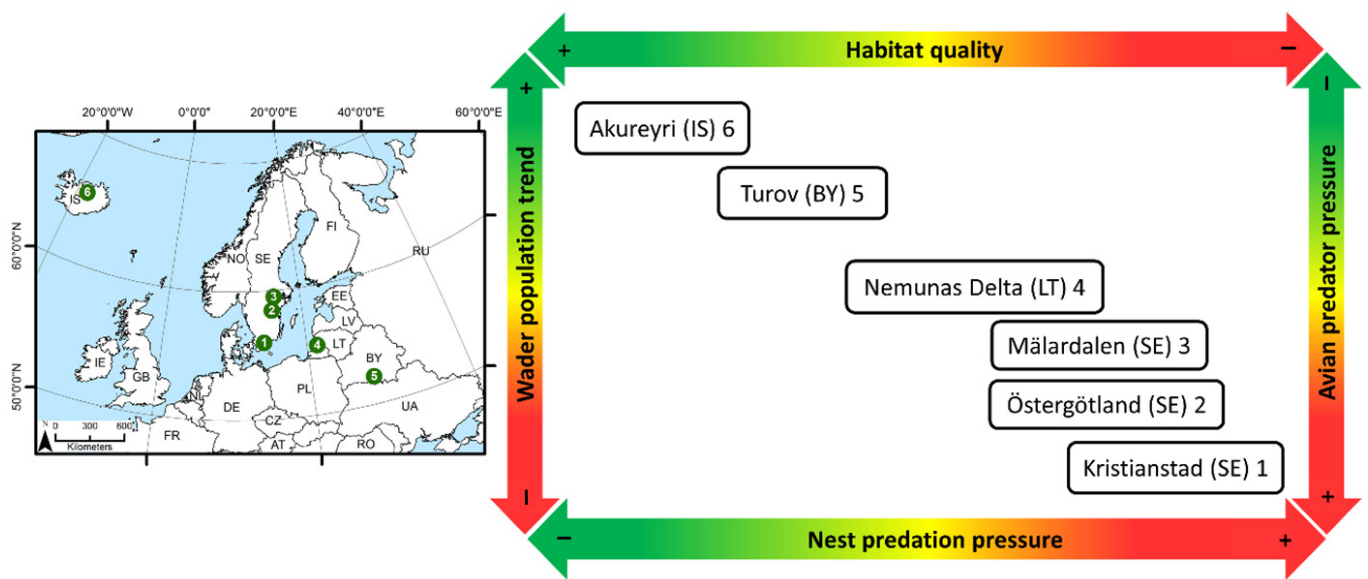 Habitat quality
+
−
20°0'0"W
0°0'0"
20°0'0"E
40°0'0"E
60°0'0"E
60°0'0"N
50°0'0"N
6
IS
NO
SE
FI
RU
3
2
EE
LV
1
4
LT
BY
5
IE
GB
NL
DE
PL
UA
CZ
FR
AT
RO
N
0 300 600
Kilometers
+
Wader population trend
−
Akureyri (IS) 6
Turov (BY) 5
Nemunas Delta (LT) 4
Mälardalen (SE) 3
Östergötland (SE) 2
Kristianstad (SE) 1
−
Avian predator pressure
+
−
Nest predation pressure
+